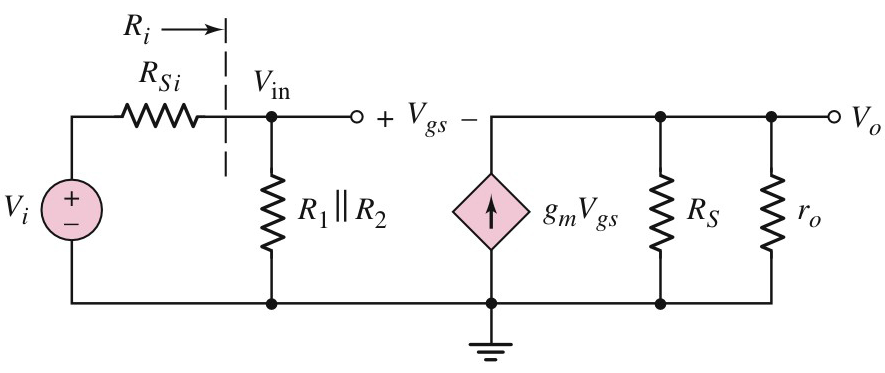 R_i
R_Si
V_in
+ V_gs −
V_o
V_i
+
−
R_1 || R_2
g_m V_gs
R_S
r_o